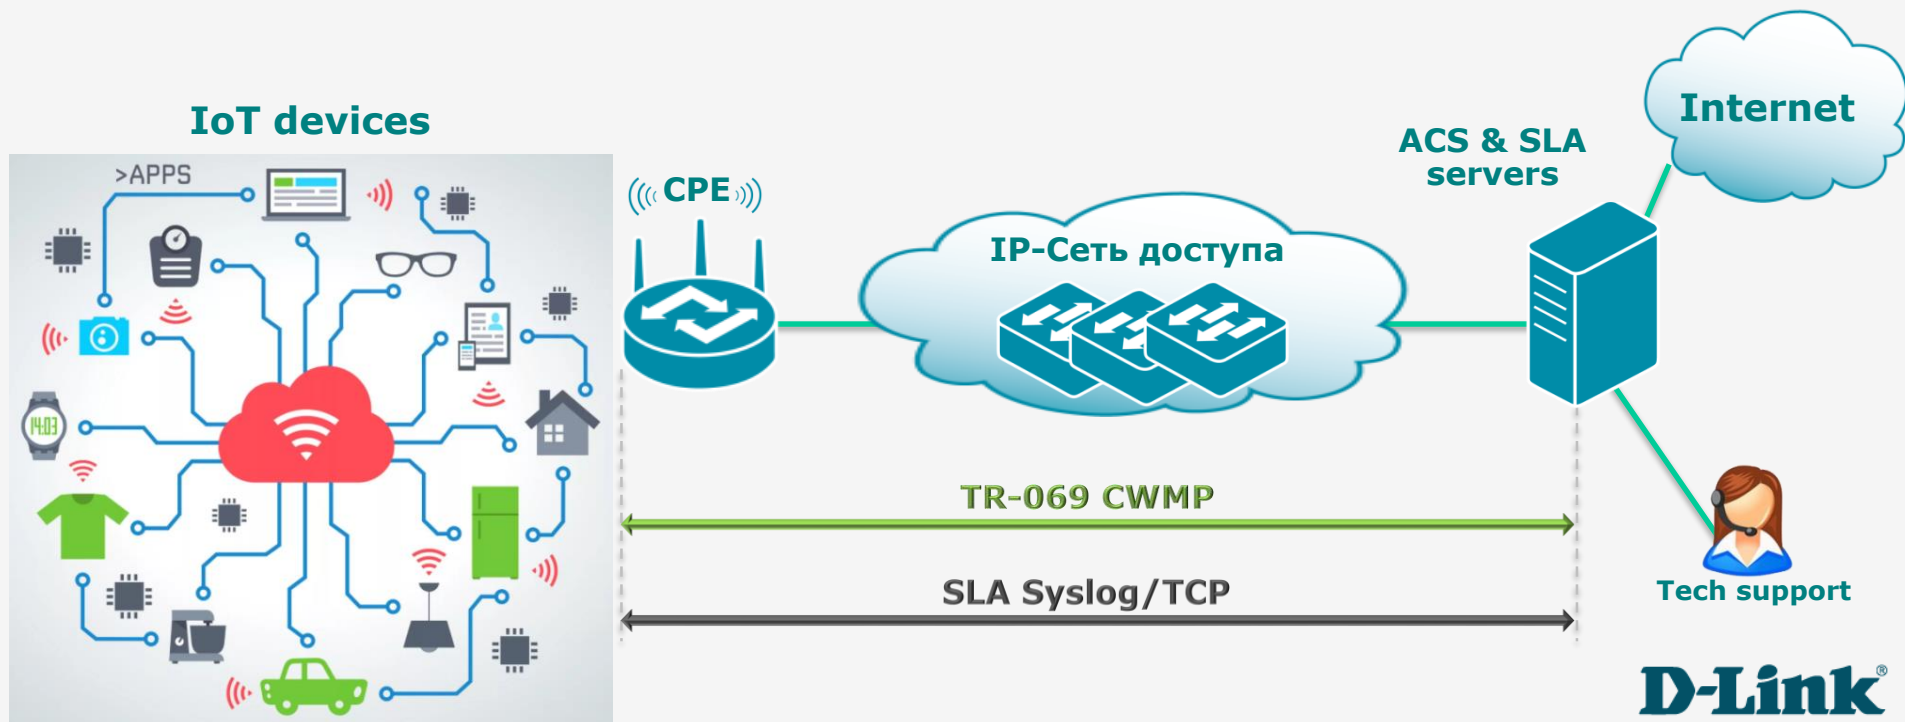 IoT devices
>APPS
14:03
CPE
IP-Сеть доступа
ACS & SLA
servers
Internet
TR-069 CWMP
SLA Syslog/TCP
Tech support
D-Link®